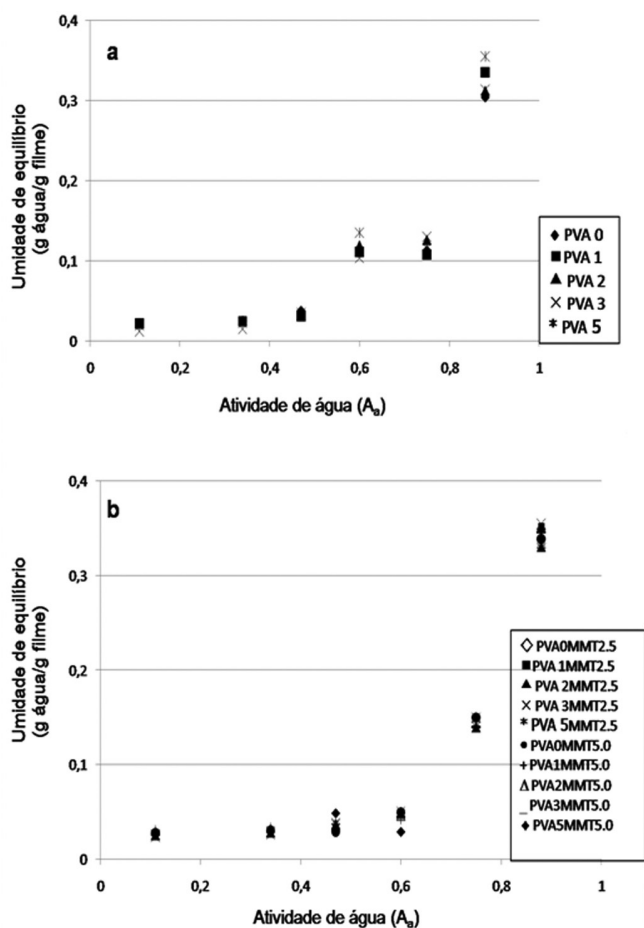 a
0,4
0,3
0,2
0,1
0
Umidade de equilíbrio
(g água/g filme)
0 0,2 0,4 0,6 0,8 1
Atividade de água (Aa)
PVA 0
PVA 1
PVA 2
PVA 3
PVA 5
b
0,4
0,3
0,2
0,1
0
Umidade de equilíbrio
(g água/g filme)
0 0,2 0,4 0,6 0,8 1
Atividade de água (Aa)
PVA0MMT2.5
PVA 1MMT2.5
PVA 2MMT2.5
PVA 3MMT2.5
PVA 5MMT2.5
PVA0MMT5.0
PVA1MMT5.0
PVA2MMT5.0
PVA3MMT5.0
PVA5MMT5.0